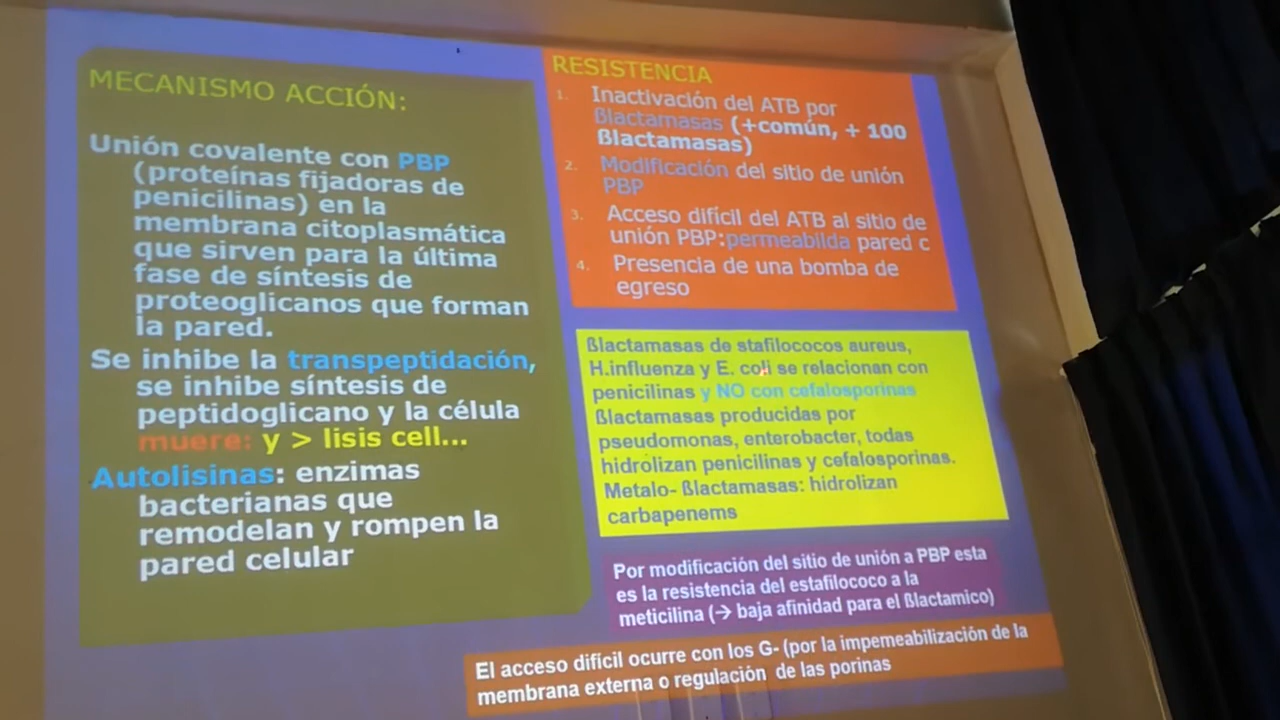 MECANISMO ACCIÓN:
Unión covalente con PBP
(proteínas fijadoras de
penicilinas) en la
membrana citoplasmática
que sirven para la última
fase de síntesis de
proteoglicanos que forman
la pared.
Se inhibe la transpeptidación,
se inhibe síntesis de
peptidoglicano y la célula
muere: y > lisis cell...
Autolisinas: enzimas
bacterianas que
remodelan y rompen la
pared celular
RESISTENCIA
1. Inactivación del ATB por
ßlactamasas (+común, + 100
ßlactamasas)
2. Modificación del sitio de unión
PBP
3. Acceso difícil del ATB al sitio de
unión PBP:permeabilida pared c
4. Presencia de una bomba de
egreso
ßlactamasas de stafilococos aureus,
H.influenza y E. coli se relacionan con
penicilinas y NO con cefalosporinas
ßlactamasas producidas por
pseudomonas, enterobacter, todas
hidrolizan penicilinas y cefalosporinas.
Metalo- ßlactamasas: hidrolizan
carbapenems
Por modificación del sitio de unión a PBP esta
es la resistencia del estafilococo a la
meticilina (→ baja afinidad para el ßlactamico)
El acceso difícil ocurre con los G- (por la impemeabilización de la
membrana externa o regulación de las porinas